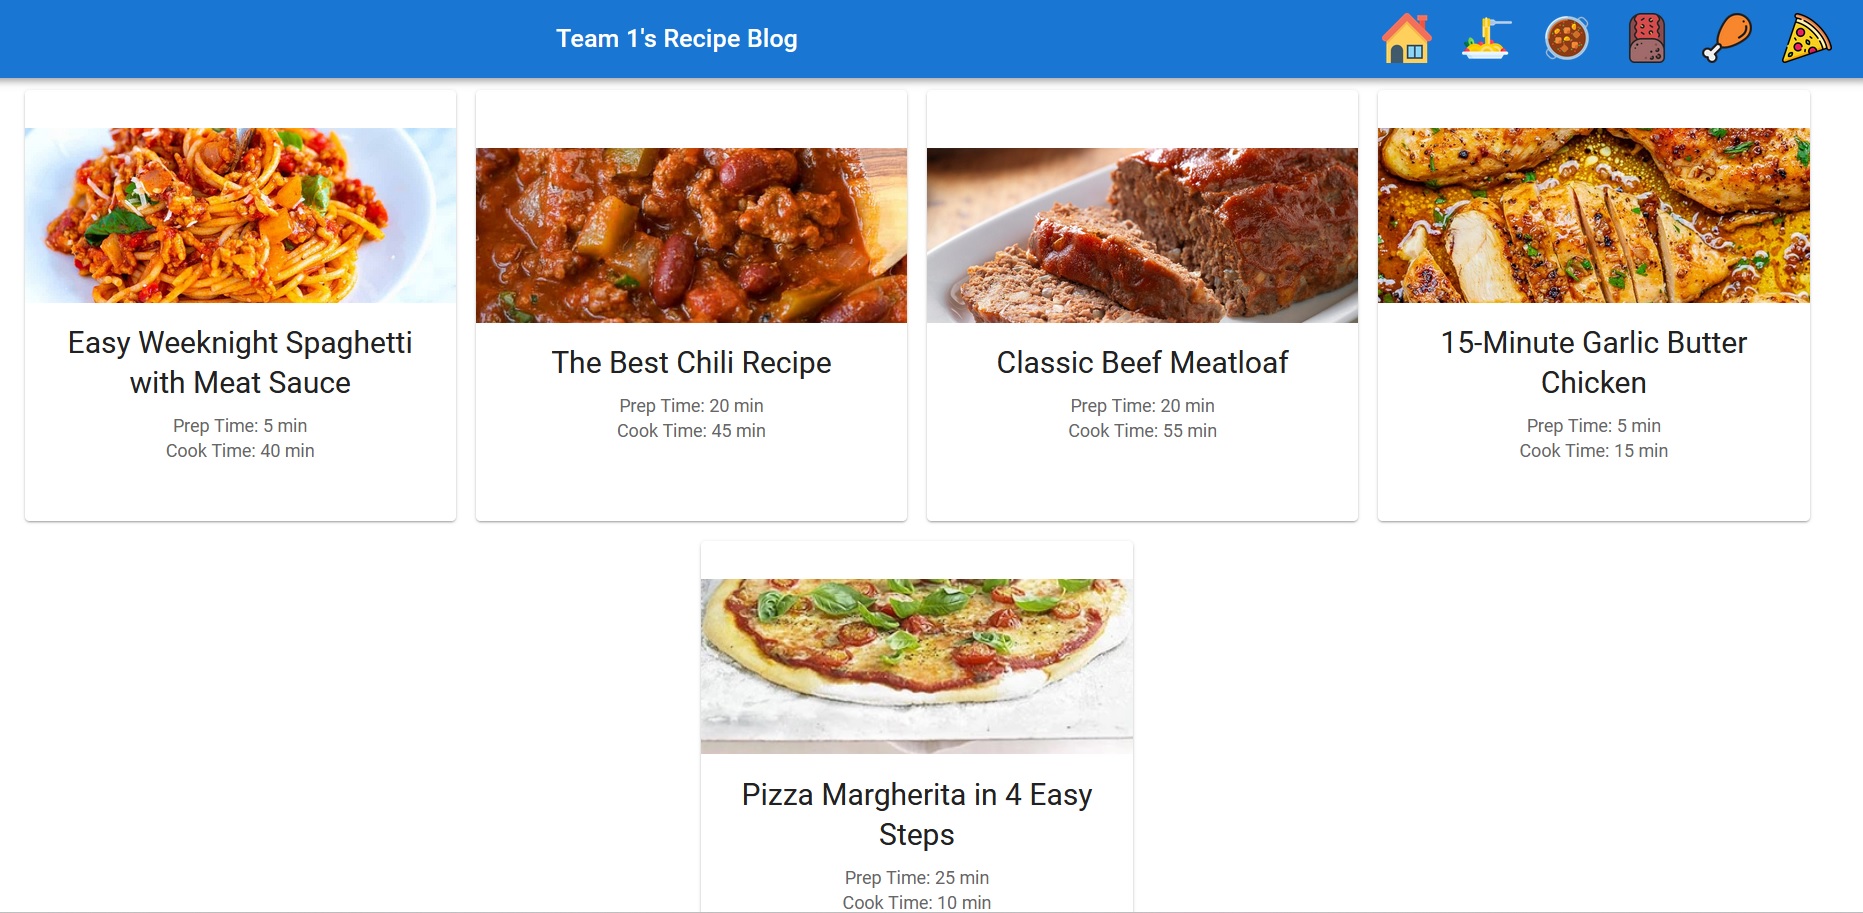 Team 1's Recipe Blog
Easy Weeknight Spaghetti
with Meat Sauce
Prep Time: 5 min
Cook Time: 40 min
The Best Chili Recipe
Prep Time: 20 min
Cook Time: 45 min
Classic Beef Meatloaf
Prep Time: 20 min
Cook Time: 55 min
15-Minute Garlic Butter
Chicken
Prep Time: 5 min
Cook Time: 15 min
Pizza Margherita in 4 Easy
Steps
Prep Time: 25 min
Cook Time: 10 min